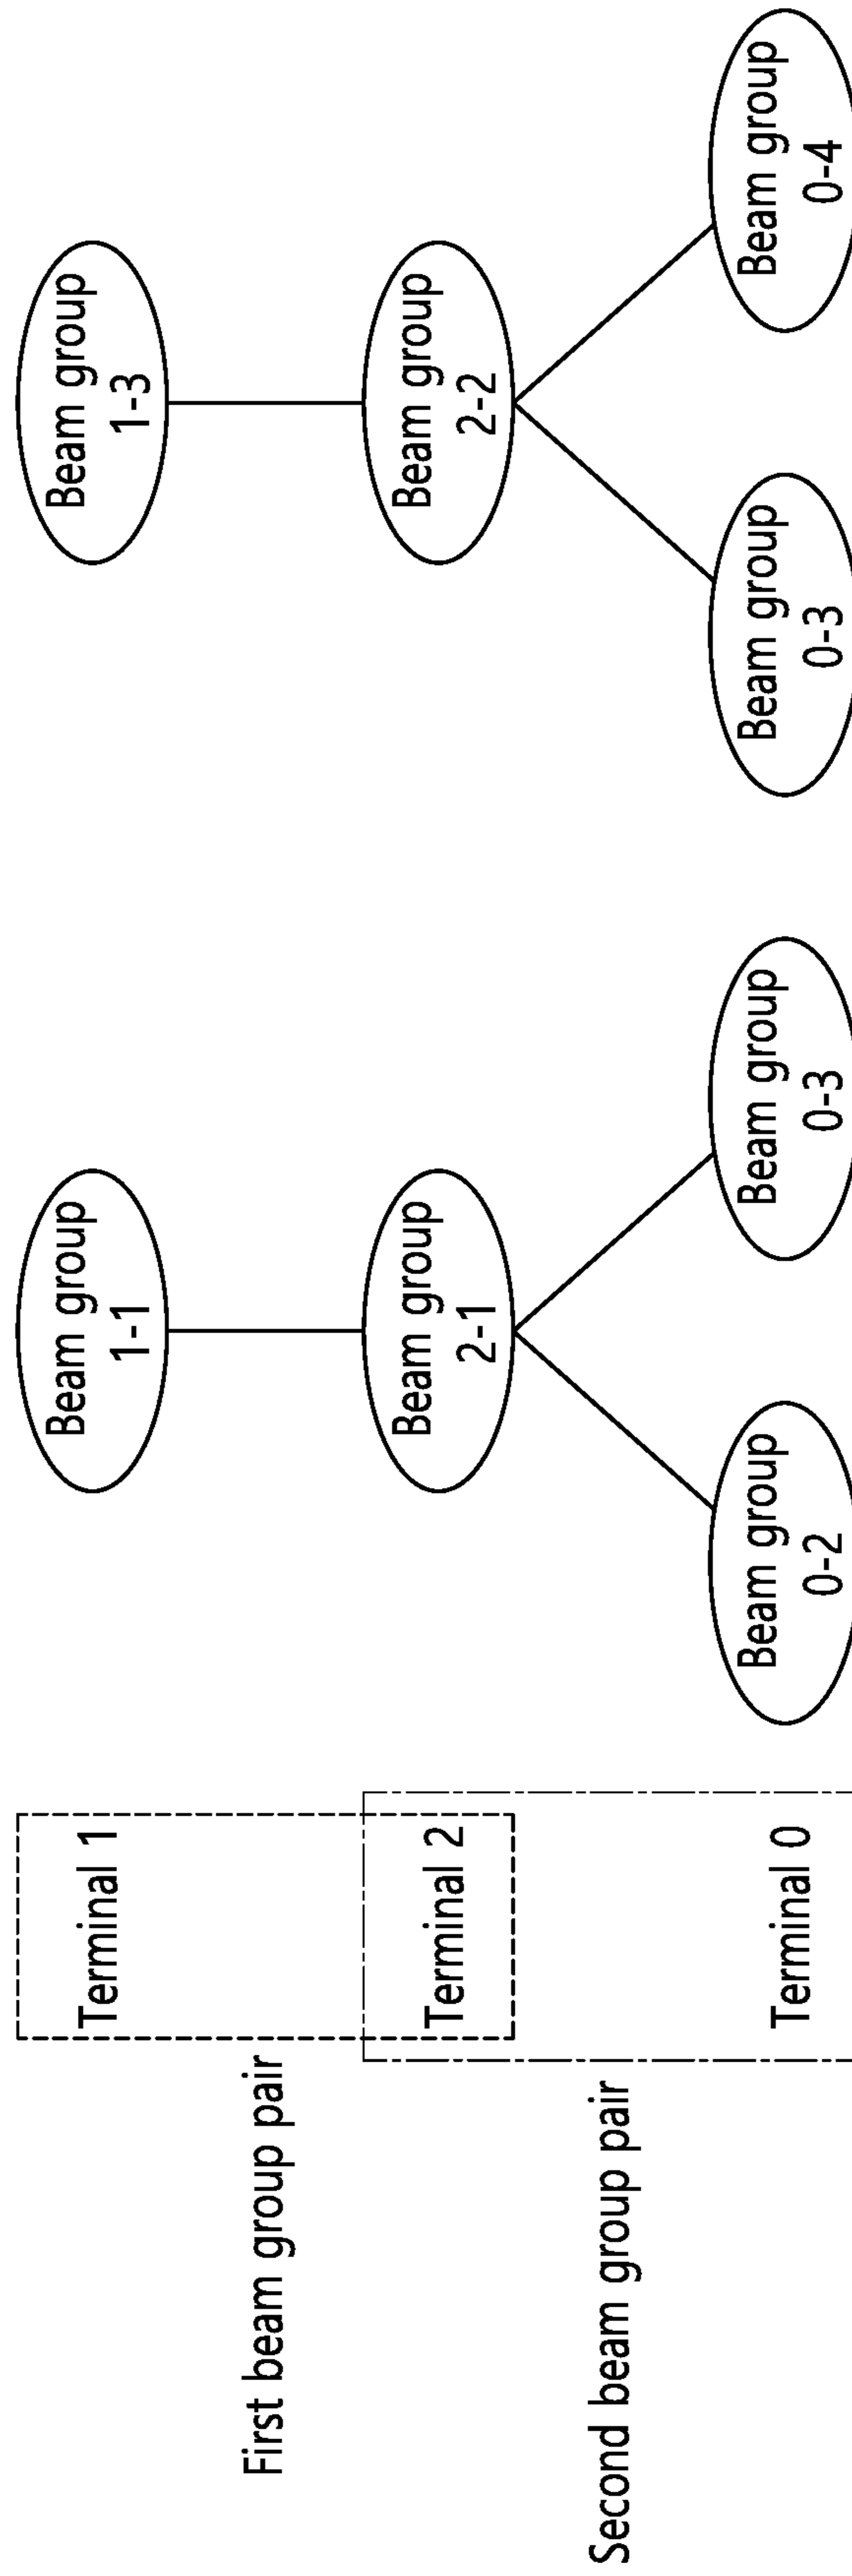 First beam group pair
Second beam group pair
Terminal 1
Terminal 2
Terminal 0
Beam group
1-1
Beam group
2-1
Beam group
0-2
Beam group
0-3
Beam group
1-3
Beam group
2-2
Beam group
0-3
Beam group
0-4